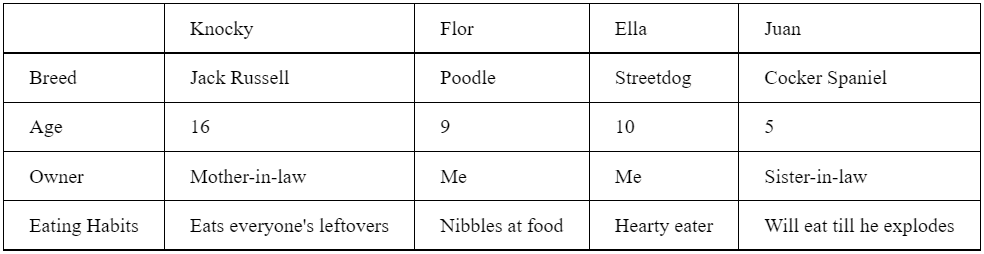 Knocky Flor Ella Juan
Breed Jack Russell Poodle Streetdog Cocker Spaniel
Age 16 9 10 5
Owner Mother-in-law Me Me Sister-in-law
Eating Habits Eats everyone's leftovers Nibbles at food Hearty eater Will eat till he explodes